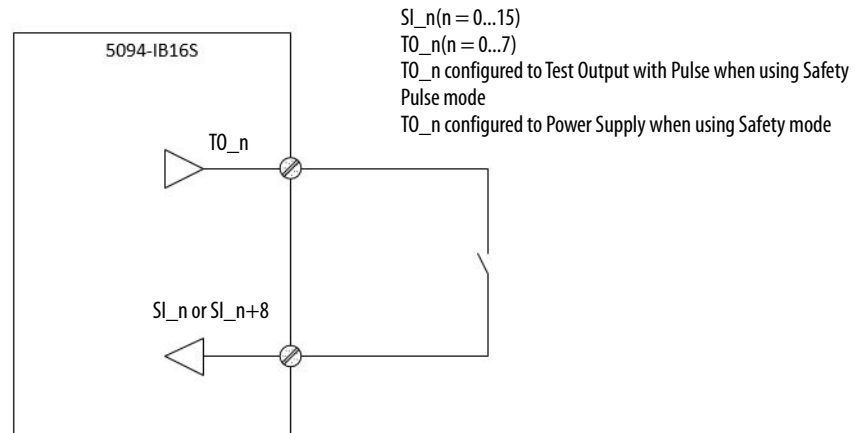 SI_n(n = 0...15)
TO_n(n = 0...7)
TO_n configured to Test Output with Pulse when using Safety
Pulse mode
TO_n configured to Power Supply when using Safety mode
5094-IB16S
TO_n
SI_n or SI_n+8